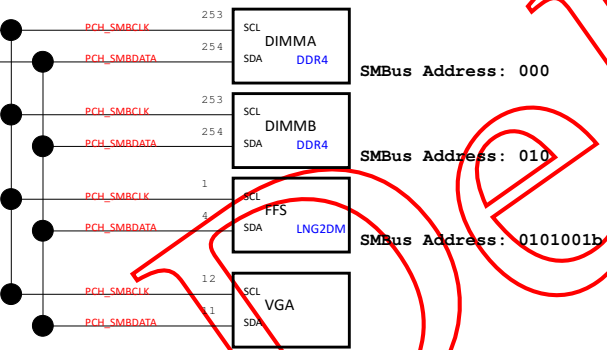 253
PCH_SMBCLK SCL
DIMMA
254
PCH_SMBDATA SDA DDR4
SMBus Address: 000
253
PCH_SMBCLK SCL
DIMMB
254
PCH_SMBDATA SDA DDR4
SMBus Address: 010
1
PCH_SMBCLK SCL
FFS
4
PCH_SMBDATA SDA LNG2DM
SMBus Address: 0101001b
12
PCH_SMBCLK SCL
VGA
11
PCH_SMBDATA SDA